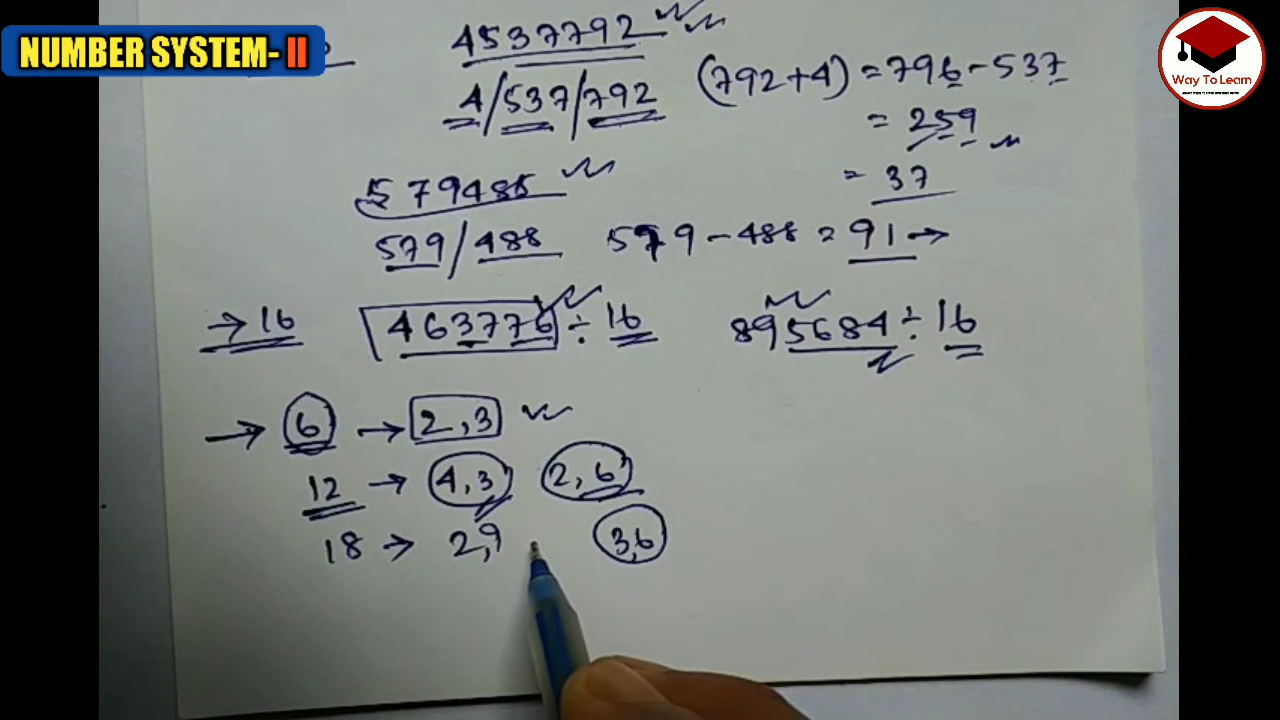 NUMBER SYSTEM- II
Way To Learn
4537792
4/537/792 (792+4) = 796 - 537
= 259
= 37
579488
579/488 579 - 488 = 91 →
→ 16 463776 ÷ 16 895684 ÷ 16
→ 6 → 2,3
12 → 4,3 2,6
18 → 2,9 3,6